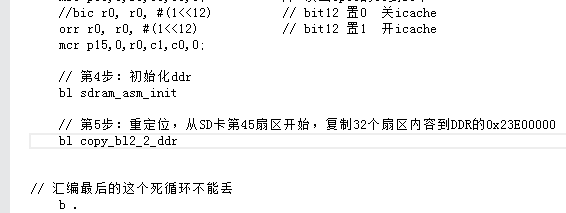 //bic r0, r0, #(1<<12) // bit12 置0 关icache
orr r0, r0, #(1<<12) // bit12 置1 开icache
mcr p15,0,r0,c1,c0,0;
// 第4步：初始化ddr
bl sdram_asm_init
// 第5步：重定位，从SD卡第45扇区开始，复制32个扇区内容到DDR的0x23E00000
bl copy_bl2_2_ddr
// 汇编最后的这个死循环不能丢
b .